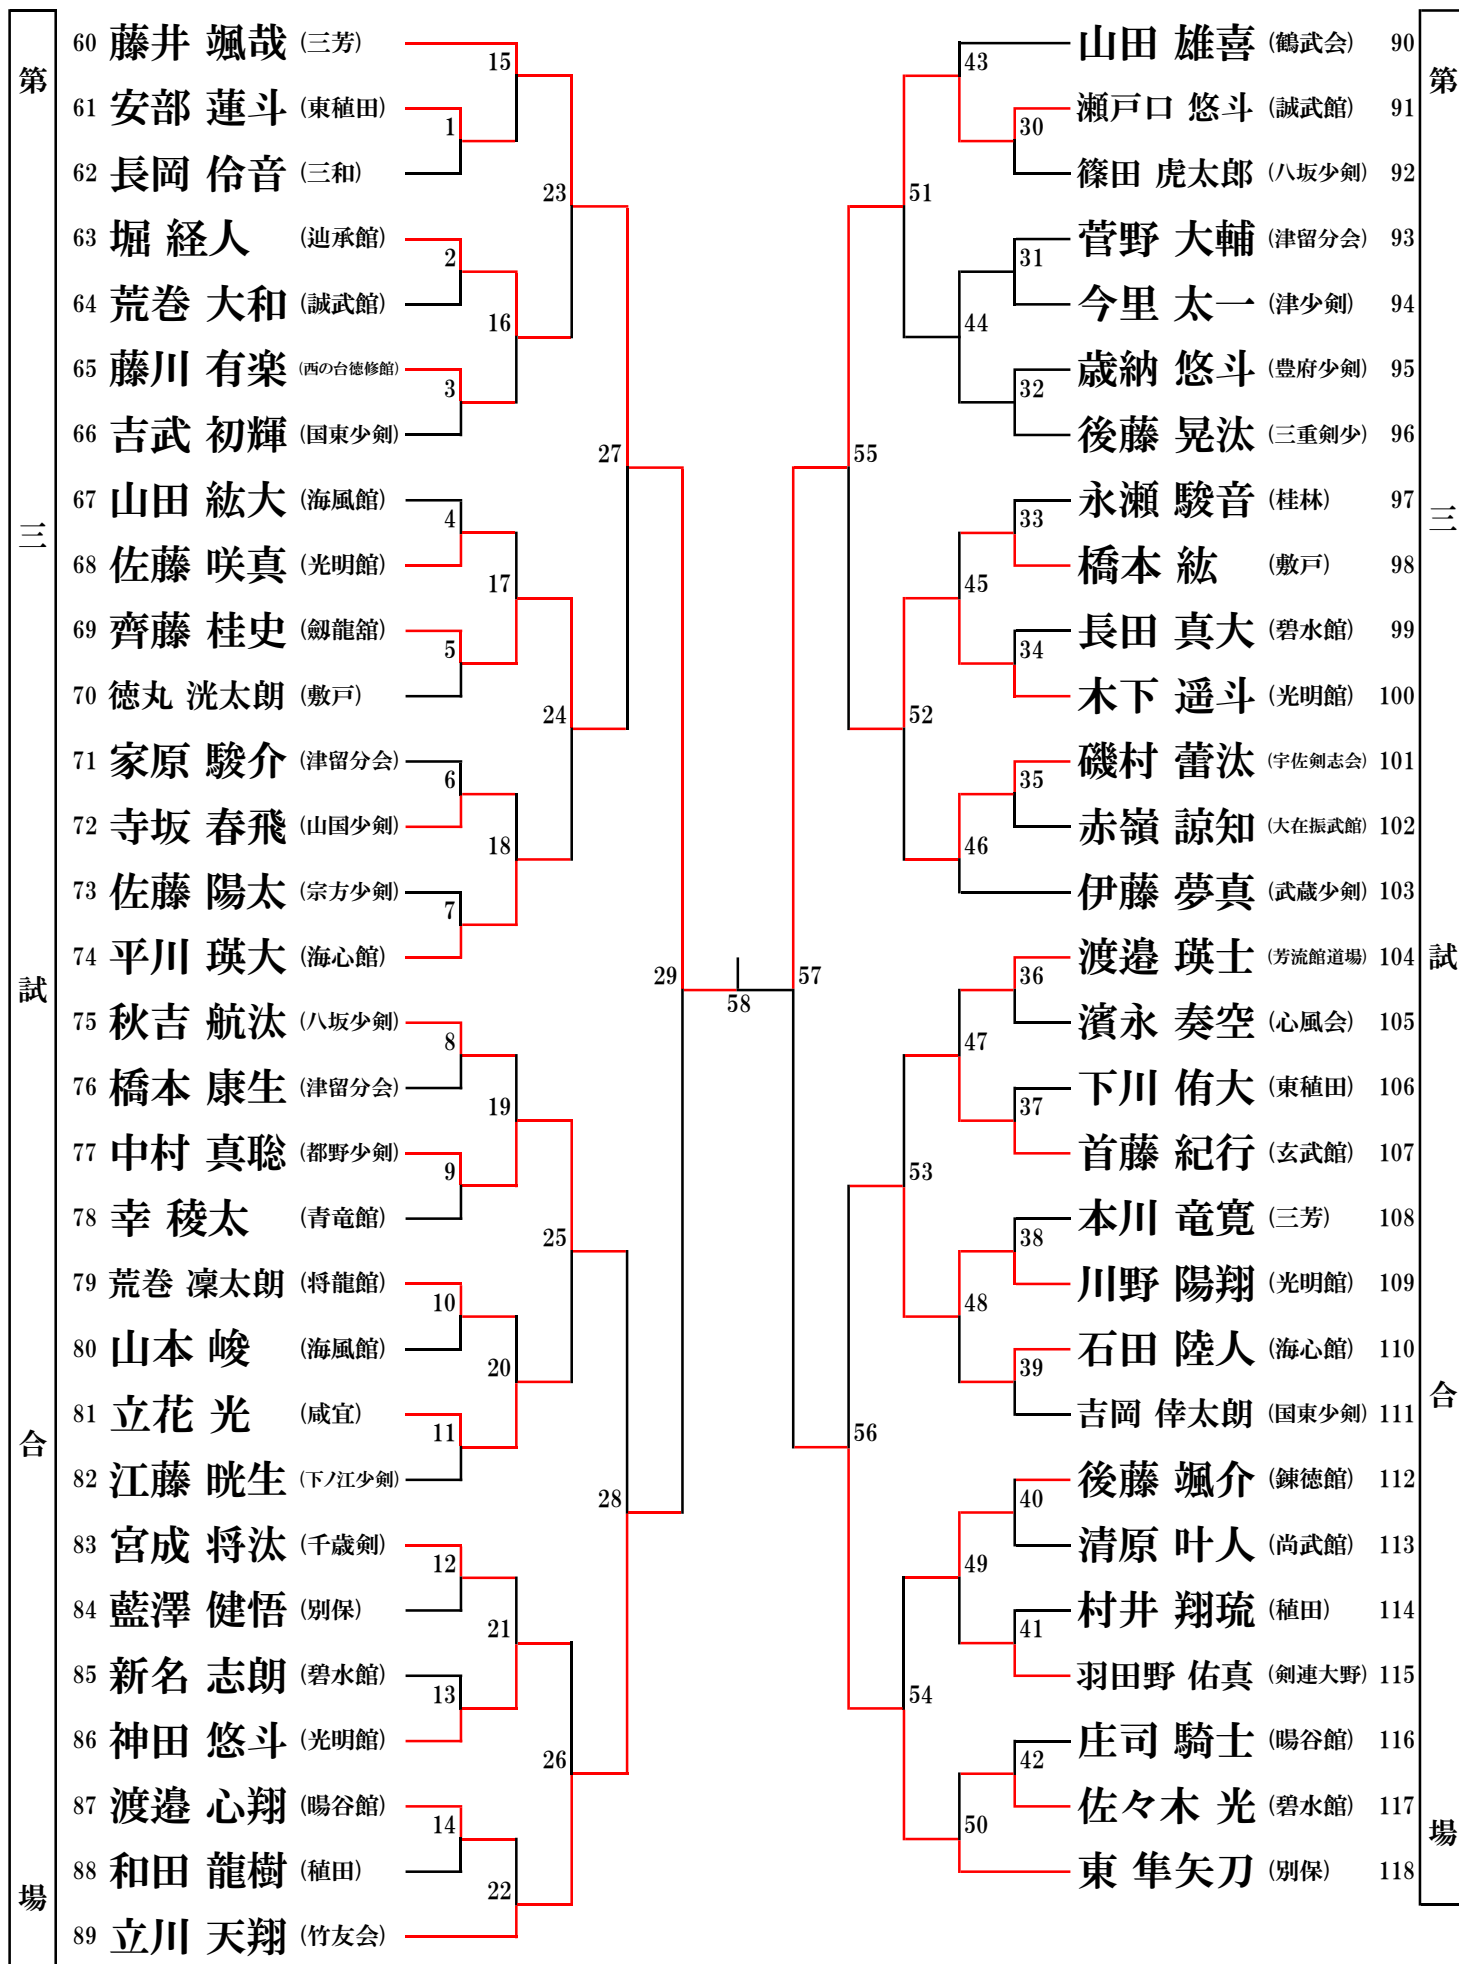 第三試合場
60 藤井 颯哉 (三芳)
61 安部 蓮斗 (東稙田)
62 長岡 伶音 (三和)
63 堀 経人 (辿承館)
64 荒巻 大和 (誠武館)
65 藤川 有楽 (西の台徳修館)
66 吉武 初輝 (国東少剣)
67 山田 紘大 (海風館)
68 佐藤 咲真 (光明館)
69 齊藤 桂史 (劔龍舘)
70 徳丸 洸太朗 (敷戸)
71 家原 駿介 (津留分会)
72 寺坂 春飛 (山国少剣)
73 佐藤 陽太 (宗方少剣)
74 平川 瑛大 (海心館)
75 秋吉 航汰 (八坂少剣)
76 橋本 康生 (津留分会)
77 中村 真聡 (都野少剣)
78 幸 稜太 (青竜館)
79 荒巻 凜太朗 (将龍館)
80 山本 峻 (海風館)
81 立花 光 (咸宜)
82 江藤 晄生 (下ノ江少剣)
83 宮成 将汰 (千歳剣)
84 藍澤 健悟 (別保)
85 新名 志朗 (碧水館)
86 神田 悠斗 (光明館)
87 渡邉 心翔 (暘谷館)
88 和田 龍樹 (稙田)
89 立川 天翔 (竹友会)
1
2
3
4
5
6
7
8
9
10
11
12
13
14
15
16
17
18
19
20
21
22
23
24
25
26
27
28
29
58
57
55
56
51
52
53
54
43
44
45
46
47
48
49
50
30
31
32
33
34
35
36
37
38
39
40
41
42
山田 雄喜 (鶴武会) 90
瀬戸口 悠斗 (誠武館) 91
篠田 虎太郎 (八坂少剣) 92
菅野 大輔 (津留分会) 93
今里 太一 (津少剣) 94
歳納 悠斗 (豊府少剣) 95
後藤 晃汰 (三重剣少) 96
永瀬 駿音 (桂林) 97
橋本 紘 (敷戸) 98
長田 真大 (碧水館) 99
木下 遥斗 (光明館) 100
磯村 蕾汰 (宇佐剣志会) 101
赤嶺 諒知 (大在振武館) 102
伊藤 夢真 (武蔵少剣) 103
渡邉 瑛士 (芳流館道場) 104
濱永 奏空 (心風会) 105
下川 侑大 (東稙田) 106
首藤 紀行 (玄武館) 107
本川 竜寛 (三芳) 108
川野 陽翔 (光明館) 109
石田 陸人 (海心館) 110
吉岡 倖太朗 (国東少剣) 111
後藤 颯介 (錬徳館) 112
清原 叶人 (尚武館) 113
村井 翔琉 (稙田) 114
羽田野 佑真 (剣連大野) 115
庄司 騎士 (暘谷館) 116
佐々木 光 (碧水館) 117
東 隼矢刀 (別保) 118
第三試合場